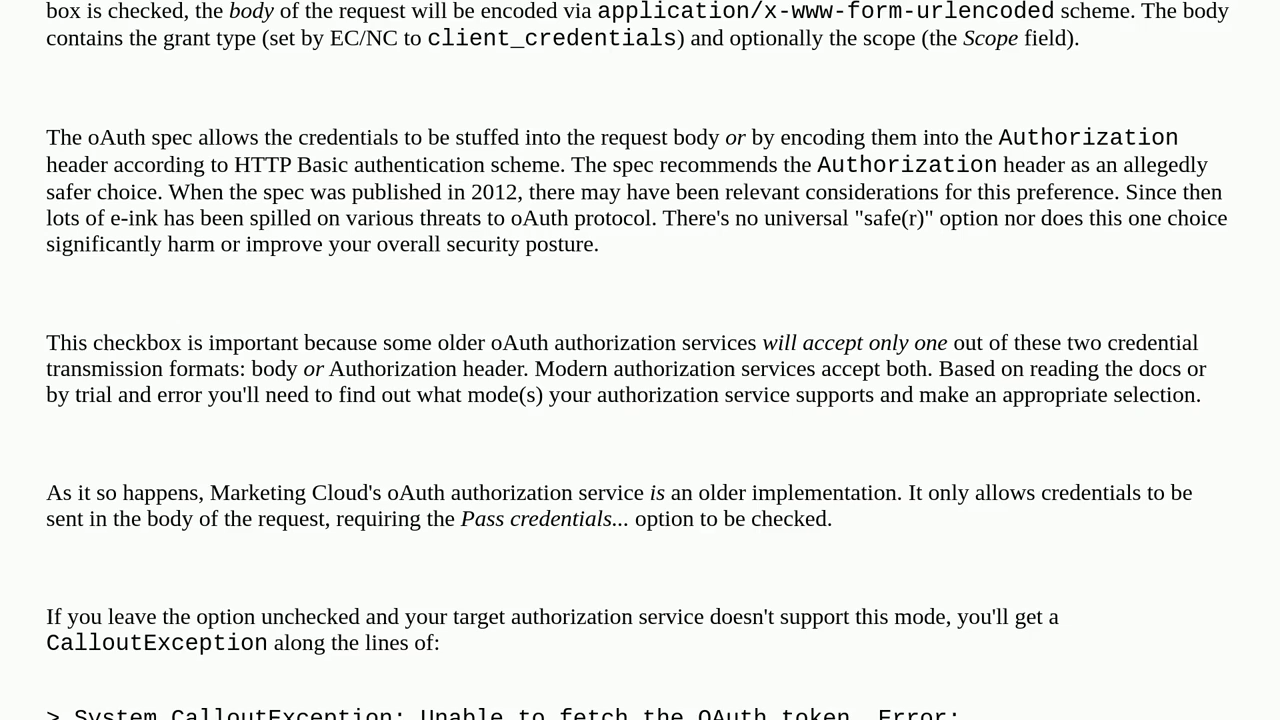 box is checked, the body of the request will be encoded via application/x-www-form-urlencoded scheme. The body
contains the grant type (set by EC/NC to client_credentials) and optionally the scope (the Scope field).
The oAuth spec allows the credentials to be stuffed into the request body or by encoding them into the Authorization
header according to HTTP Basic authentication scheme. The spec recommends the Authorization header as an allegedly
safer choice. When the spec was published in 2012, there may have been relevant considerations for this preference. Since then
lots of e-ink has been spilled on various threats to oAuth protocol. There's no universal "safe(r)" option nor does this one choice
significantly harm or improve your overall security posture.
This checkbox is important because some older oAuth authorization services will accept only one out of these two credential
transmission formats: body or Authorization header. Modern authorization services accept both. Based on reading the docs or
by trial and error you'll need to find out what mode(s) your authorization service supports and make an appropriate selection.
As it so happens, Marketing Cloud's oAuth authorization service is an older implementation. It only allows credentials to be
sent in the body of the request, requiring the Pass credentials... option to be checked.
If you leave the option unchecked and your target authorization service doesn't support this mode, you'll get a
CalloutException along the lines of:
> System.CalloutException: Unable to fetch the OAuth token. Error: